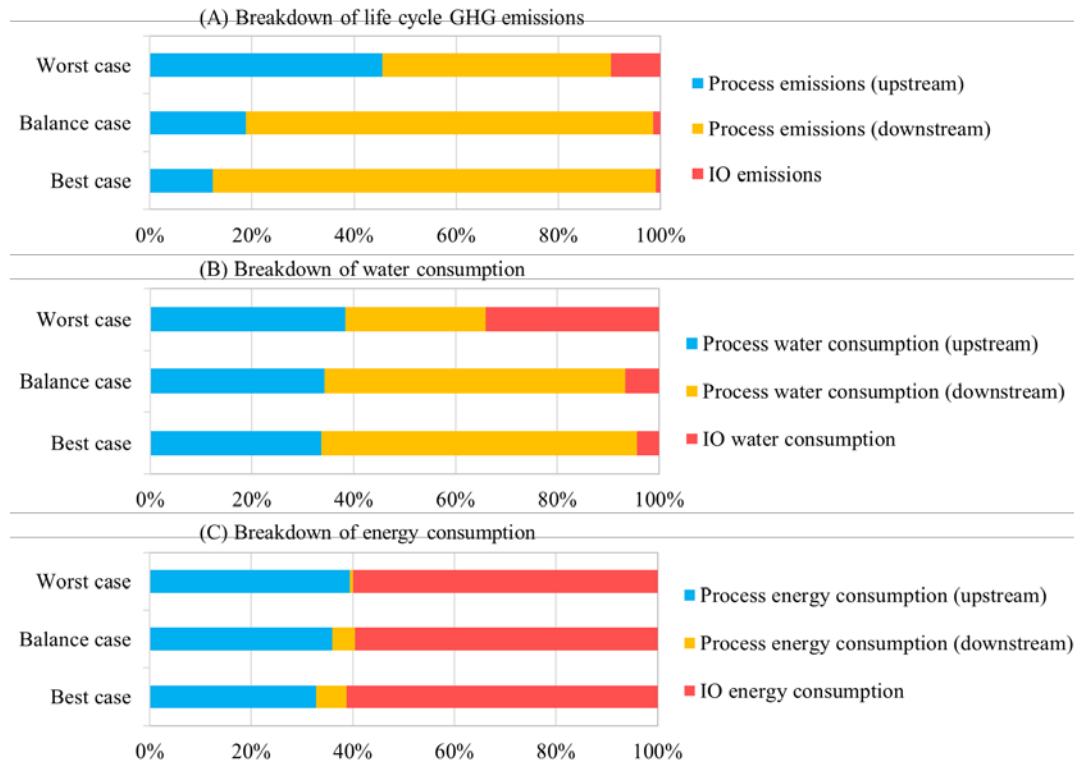 (A) Breakdown of life cycle GHG emissions
Worst case
Balance case
Best case
0% 20% 40% 60% 80% 100%
Process emissions (upstream)
Process emissions (downstream)
IO emissions
(B) Breakdown of water consumption
Worst case
Balance case
Best case
0% 20% 40% 60% 80% 100%
Process water consumption (upstream)
Process water consumption (downstream)
IO water consumption
(C) Breakdown of energy consumption
Worst case
Balance case
Best case
0% 20% 40% 60% 80% 100%
Process energy consumption (upstream)
Process energy consumption (downstream)
IO energy consumption